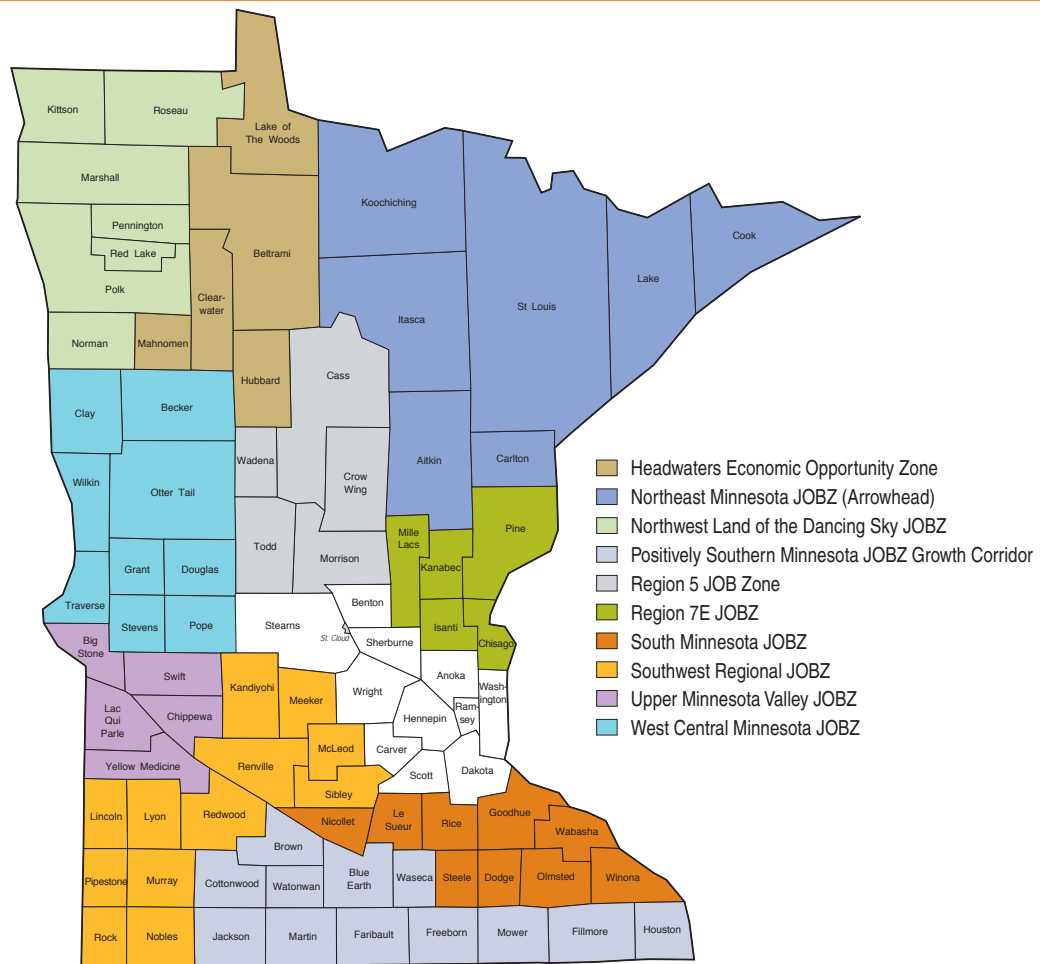 Kittson
Roseau
Lake of
The Woods
Marshall
Koochiching
Pennington
Red Lake
Beltrami
Cook
Polk
Clear-
water
Lake
St Louis
Itasca
Norman
Mahnomen
Hubbard
Cass
Clay
Becker
Wadena
Aitkin
Carlton
Crow
Wing
Wilkin
Otter Tail
Mille
Lacs
Pine
Todd
Morrison
Kanabec
Grant
Douglas
Traverse
Benton
Stevens
Pope
Stearns
St. Cloud
Sherburne
Isanti
Chisago
Big
Stone
Swift
Kandiyohi
Meeker
Wright
Anoka
Wash-
ington
Ram-
sey
Hennepin
Lac
Qui
Parle
Chippewa
McLeod
Carver
Yellow Medicine
Renville
Scott
Dakota
Sibley
Lincoln
Lyon
Redwood
Nicollet
Le
Sueur
Rice
Goodhue
Wabasha
Brown
Pipestone
Murray
Cottonwood
Watonwan
Blue
Earth
Waseca
Steele
Dodge
Olmsted
Winona
Rock
Nobles
Jackson
Martin
Faribault
Freeborn
Mower
Fillmore
Houston
Headwaters Economic Opportunity Zone
Northeast Minnesota JOBZ (Arrowhead)
Northwest Land of the Dancing Sky JOBZ
Positively Southern Minnesota JOBZ Growth Corridor
Region 5 JOB Zone
Region 7E JOBZ
South Minnesota JOBZ
Southwest Regional JOBZ
Upper Minnesota Valley JOBZ
West Central Minnesota JOBZ